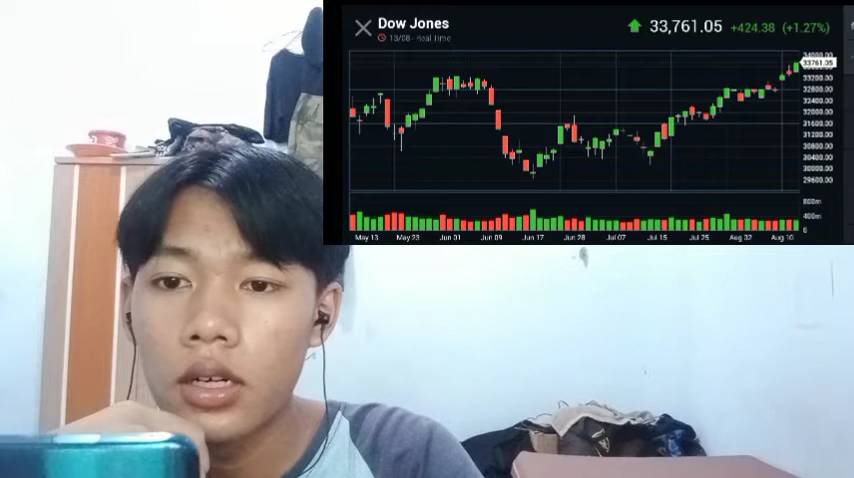 Dow Jones
13/08 - Real Time
33,761.05 +424.38 (+1.27%)
34000.00
33761.05
33200.00
32800.00
32400.00
32000.00
31600.00
31200.00
30800.00
30400.00
30000.00
29600.00
800m
400m
0
May 13 May 23 Jun 01 Jun 09 Jun 17 Jun 28 Jul 07 Jul 15 Jul 25 Aug 10